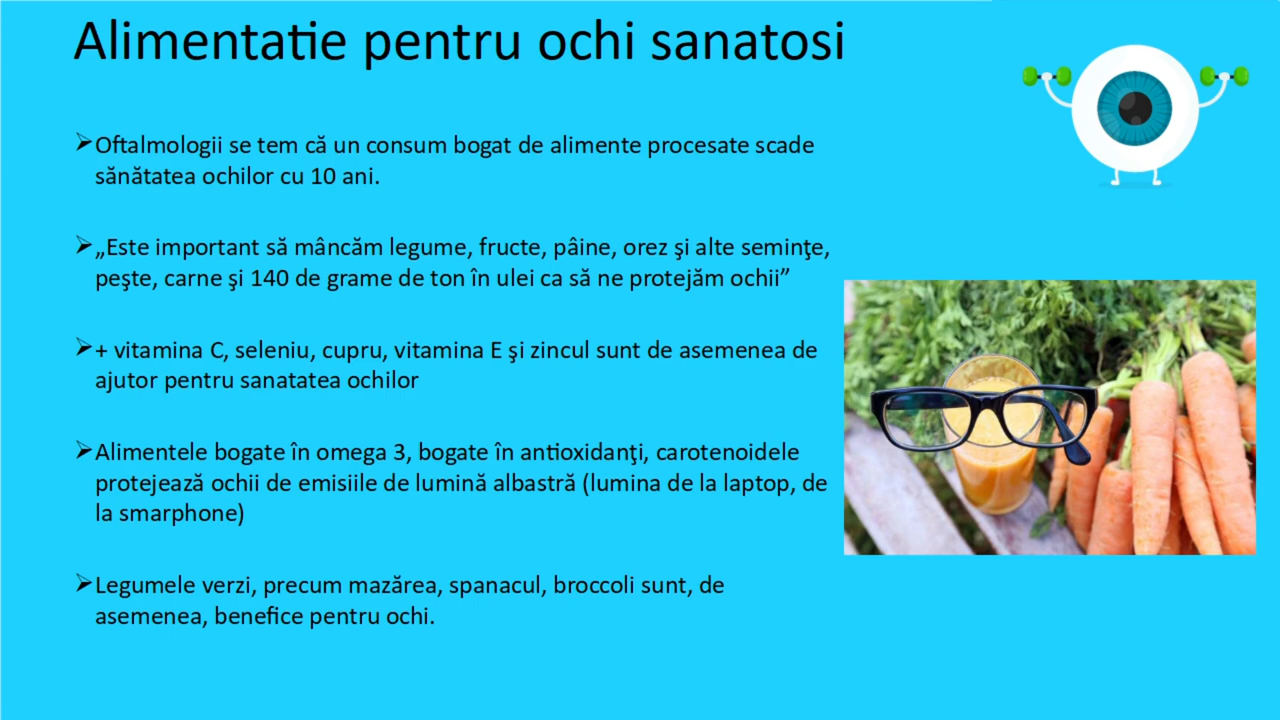 Alimentatie pentru ochi sanatosi
➢Oftalmologii se tem că un consum bogat de alimente procesate scade
sănătatea ochilor cu 10 ani.
➢„Este important să mâncăm legume, fructe, pâine, orez şi alte seminţe,
peşte, carne şi 140 de grame de ton în ulei ca să ne protejăm ochii”
➢+ vitamina C, seleniu, cupru, vitamina E şi zincul sunt de asemenea de
ajutor pentru sanatatea ochilor
➢Alimentele bogate în omega 3, bogate în antioxidanţi, carotenoidele
protejează ochii de emisiile de lumină albastră (lumina de la laptop, de
la smarphone)
➢Legumele verzi, precum mazărea, spanacul, broccoli sunt, de
asemenea, benefice pentru ochi.